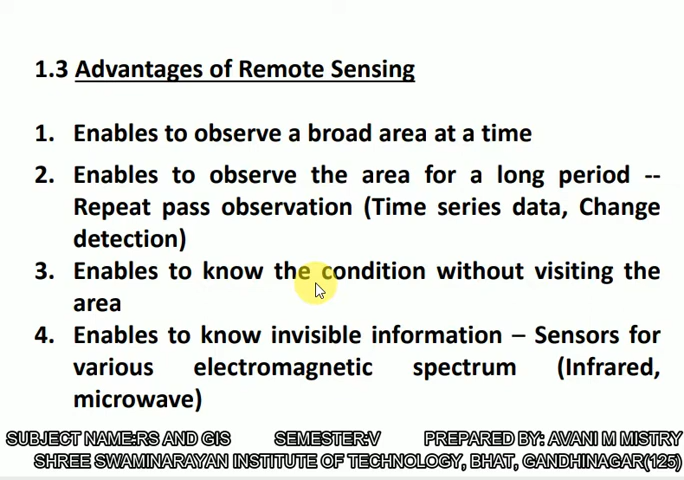 1.3 Advantages of Remote Sensing
1. Enables to observe a broad area at a time
2. Enables to observe the area for a long period --
Repeat pass observation (Time series data, Change
detection)
3. Enables to know the condition without visiting the
area
4. Enables to know invisible information – Sensors for
various electromagnetic spectrum (Infrared,
microwave)
SUBJECT NAME:RS AND GIS SEMESTER:V PREPARED BY: AVANI M MISTRY
SHREE SWAMINARAYAN INSTITUTE OF TECHNOLOGY, BHAT, GANDHINAGAR(125)